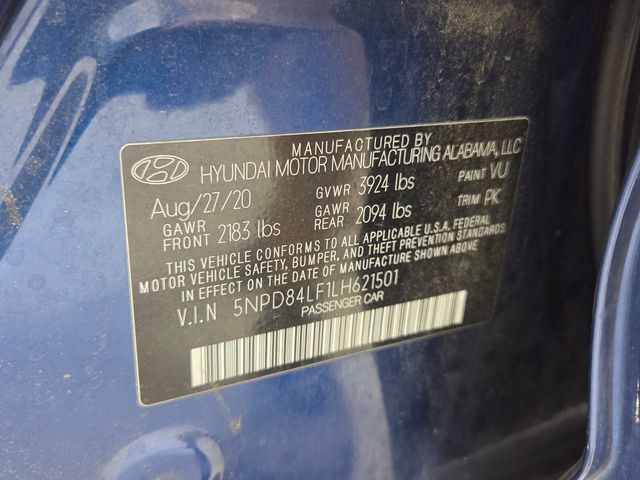 MANUFACTURED BY
HYUNDAI MOTOR MANUFACTURING ALABAMA, LLC
Aug/27/20 GVWR 3924 lbs PAINT VU
GAWR FRONT 2183 lbs GAWR REAR 2094 lbs TRIM PK
THIS VEHICLE CONFORMS TO ALL APPLICABLE U.S.A. FEDERAL
MOTOR VEHICLE SAFETY, BUMPER, AND THEFT PREVENTION STANDARDS
IN EFFECT ON THE DATE OF MANUFACTURE SHOWN ABOVE.
V.I.N 5NPD84LF1LH621501
PASSENGER CAR